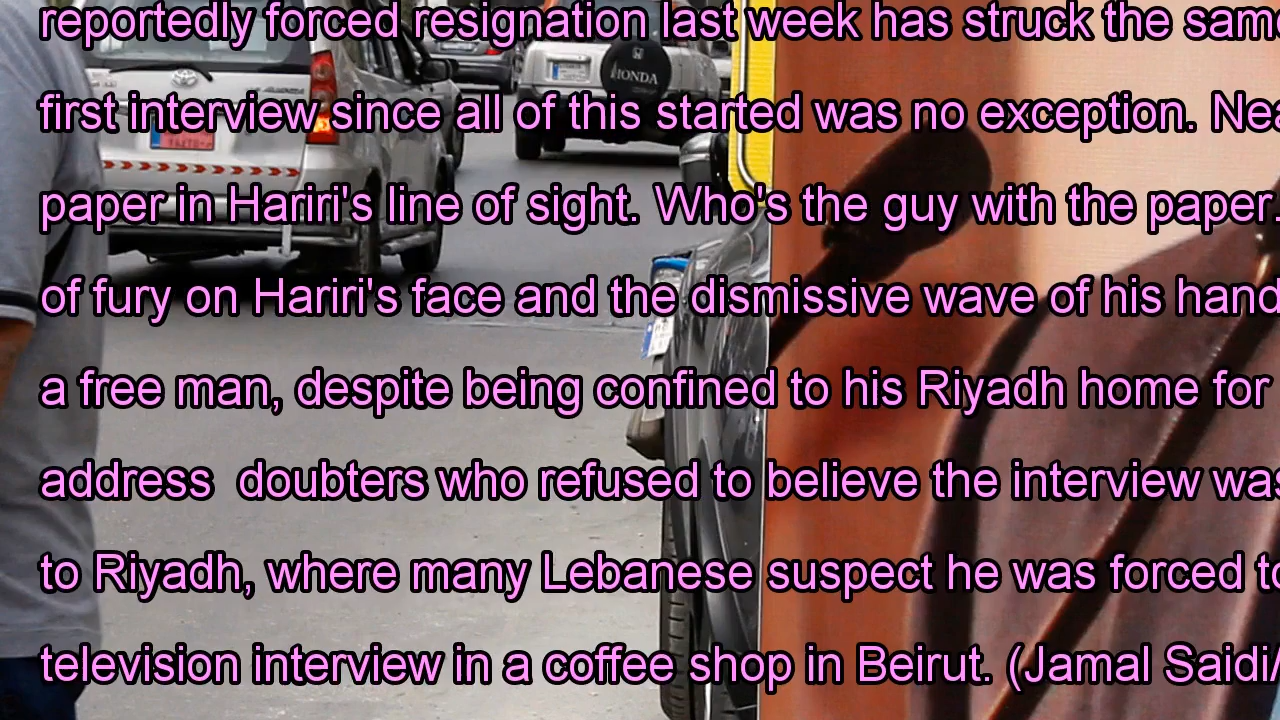 reportedly forced resignation last week has struck the same
first interview since all of this started was no exception.
paper in Hariri's line of sight. Who's the guy with the paper
of fury on Hariri's face and the dismissive wave of his hand
a free man, despite being confined to his Riyadh home for
address doubters who refused to believe the interview was
to Riyadh, where many Lebanese suspect he was forced to
television interview in a coffee shop in Beirut. (Jamal Saidi/
HONDA